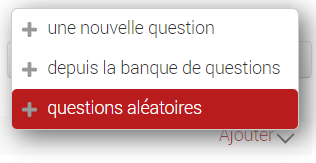 une nouvelle question
depuis la banque de questions
questions aléatoires
Ajouter